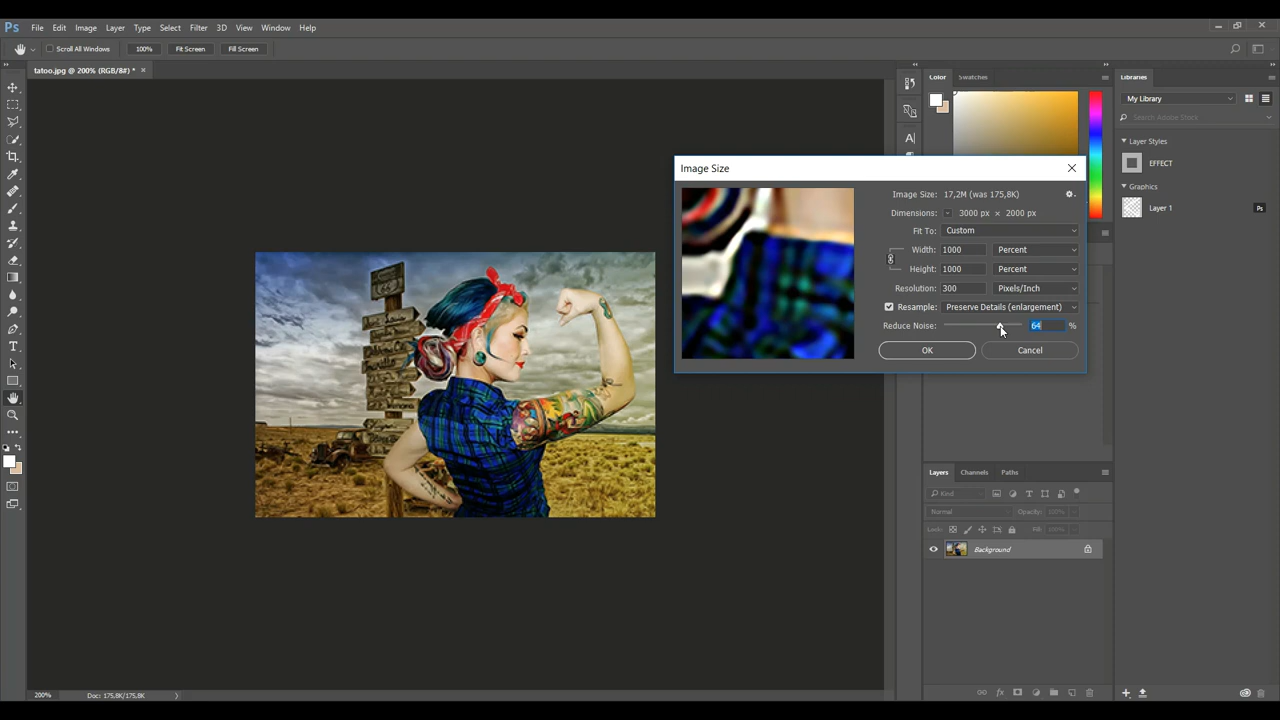 Ps File Edit Image Layer Type Select Filter 3D View Window Help
Scroll All Windows 100% Fit Screen Fill Screen
tatoo.jpg @ 200% (RGB/8#) * ×
Color Swatches
Libraries
My Library
Search Adobe Stock
Layer Styles
EFFECT
Graphics
Layer 1 Ps
Image Size
Image Size: 17,2M (was 175,8K)
Dimensions: 3000 px × 2000 px
Fit To: Custom
Width: 1000 Percent
Height: 1000 Percent
Resolution: 300 Pixels/Inch
Resample: Preserve Details (enlargement)
Reduce Noise: 64 %
OK Cancel
Layers Channels Paths
Kind
Normal Opacity: 100%
Lock: Fill: 100%
Background
200% Doc: 175,8K/175,8K